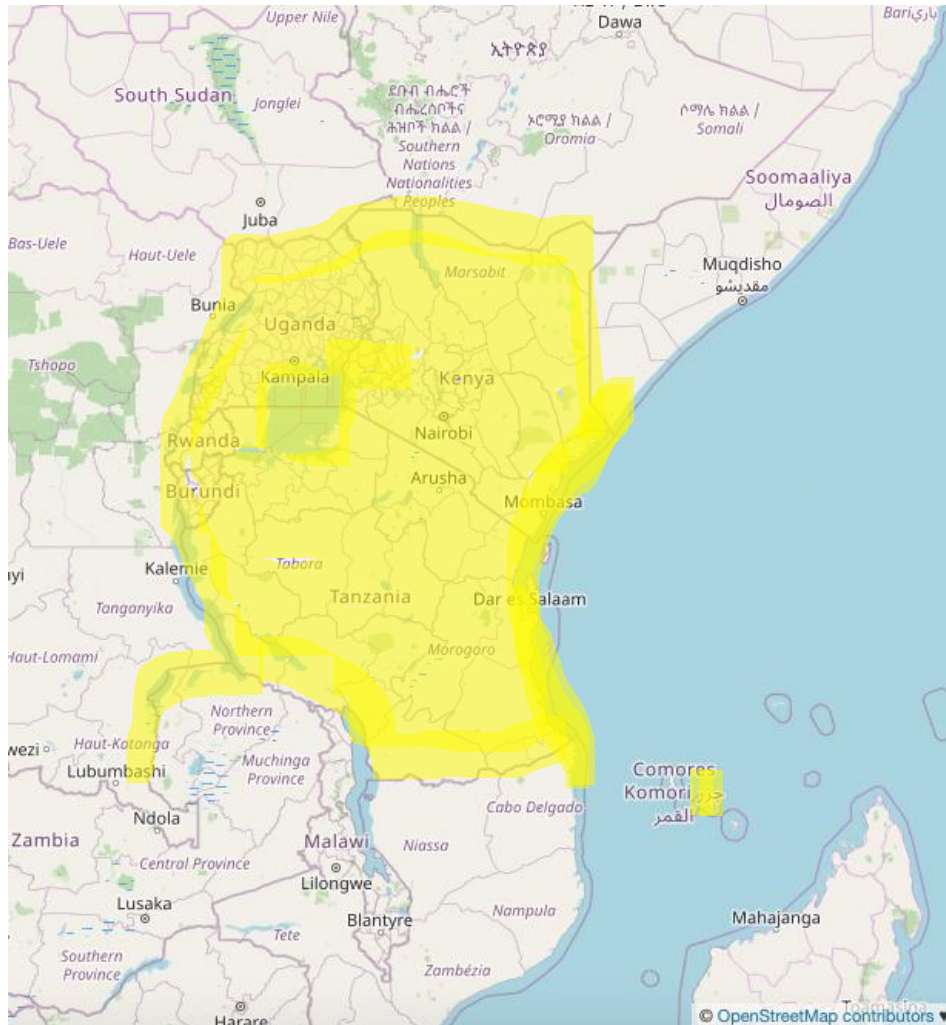 Upper Nile
Dawa
Bari باري
ኢትዮጵያ
South Sudan
Jonglei
ደቡብ ብሔሮች
ብሔረሰቦችና
ሕዝቦች ክልል /
Southern
Nations
Nationalities
Peoples
ኦሮሚያ ክልል /
Oromia
ሶማሌ ክልል /
Somali
Soomaaliya
الصومال
Juba
Bas-Uele
Haut-Uele
Marsabit
Muqdisho
مقديشو
Bunia
Uganda
Tshopo
Kampala
Kenya
Nairobi
Rwanda
Arusha
Burundi
Mombasa
Kalemie
Tabora
Tanzania
Dar es Salaam
Tanganyika
Morogoro
Haut-Lomami
Northern
Province
Haut-Katanga
Muchinga
Province
Lubumbashi
Comores
Komori
جزر
القمر
Ndola
Cabo Delgado
Zambia
Malawi
Niassa
Central Province
Lilongwe
Lusaka
Nampula
Blantyre
Mahajanga
Tete
Southern
Province
Zambézia
Harare
Toamasina
© OpenStreetMap contributors